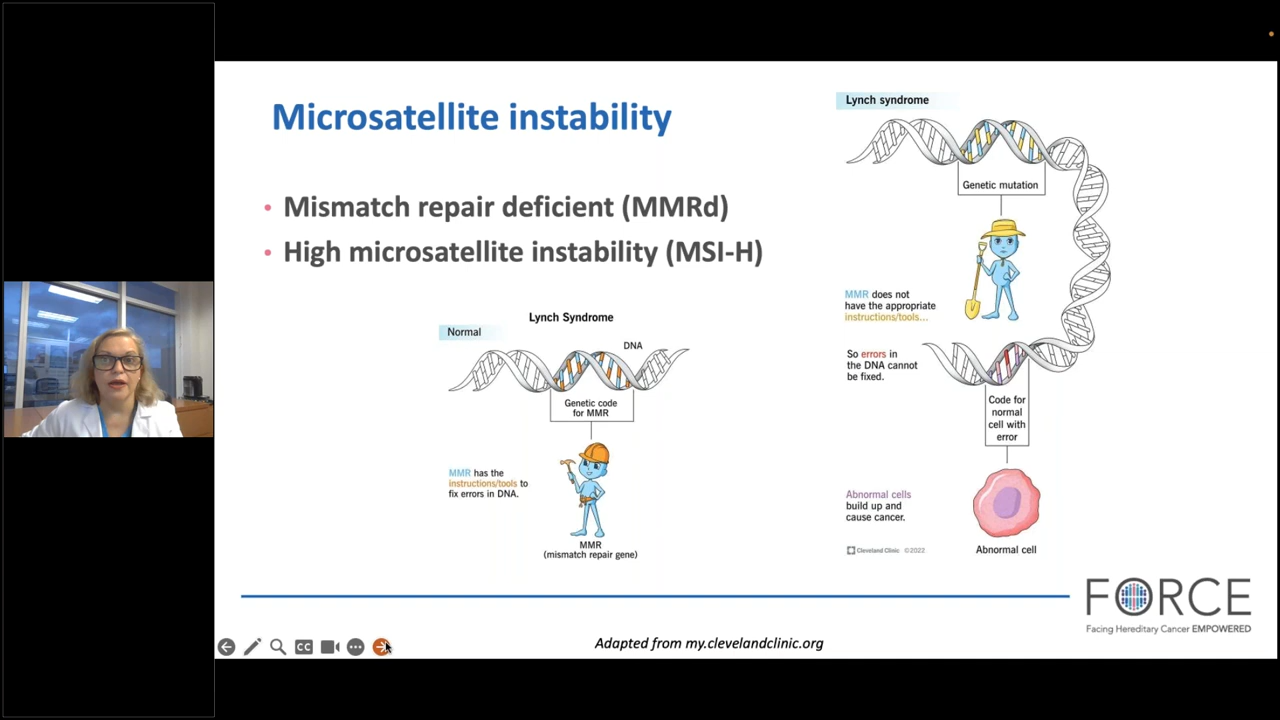 Microsatellite instability
• Mismatch repair deficient (MMRd)
• High microsatellite instability (MSI-H)
Lynch Syndrome
Normal
DNA
Genetic code
for MMR
MMR has the
instructions/tools to
fix errors in DNA.
MMR
(mismatch repair gene)
Lynch syndrome
Genetic mutation
MMR does not
have the appropriate
instructions/tools...
So errors in
the DNA cannot
be fixed.
Code for
normal
cell with
error
Abnormal cells
build up and
cause cancer.
Abnormal cell
Cleveland Clinic ©2022
FORCE
Facing Hereditary Cancer EMPOWERED
CC
Adapted from my.clevelandclinic.org